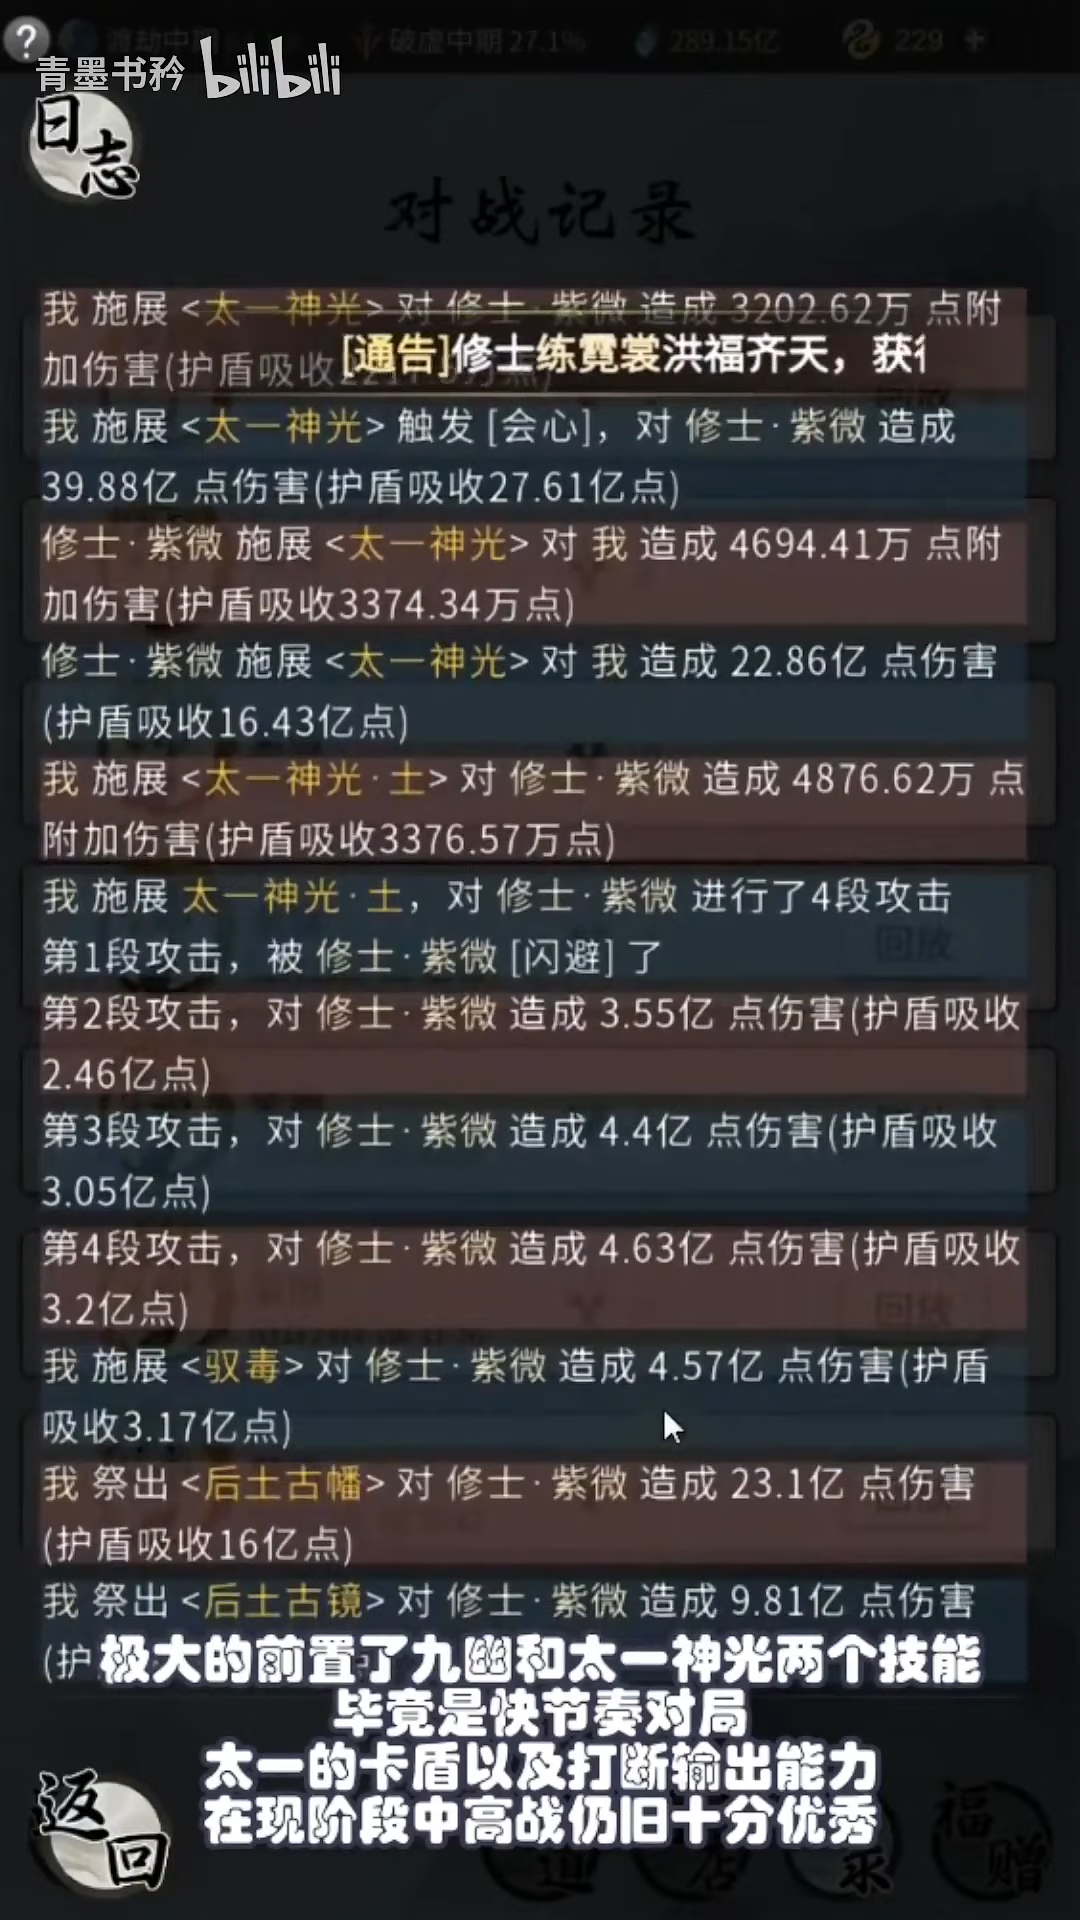 渡劫中期 破虚中期 27.1% 289.15亿 229 +
?
青墨书矜 bilibili
日志
对战记录
我 施展 <太一神光> 对 修士·紫微 造成 3202.62万 点附
[通告]修士练霓裳洪福齐天，获
加伤害(护盾吸收
我 施展 <太一神光> 触发 [会心]，对 修士·紫微 造成
39.88亿 点伤害(护盾吸收27.61亿点)
修士·紫微 施展 <太一神光> 对 我 造成 4694.41万 点附
加伤害(护盾吸收3374.34万点)
修士·紫微 施展 <太一神光> 对 我 造成 22.86亿 点伤害
(护盾吸收16.43亿点)
我 施展 <太一神光·土> 对 修士·紫微 造成 4876.62万 点
附加伤害(护盾吸收3376.57万点)
我 施展 太一神光·土，对 修士·紫微 进行了4段攻击
第1段攻击，被 修士·紫微 [闪避] 了
回放
第2段攻击，对 修士·紫微 造成 3.55亿 点伤害(护盾吸收
2.46亿点)
第3段攻击，对 修士·紫微 造成 4.4亿 点伤害(护盾吸收
3.05亿点)
第4段攻击，对 修士·紫微 造成 4.63亿 点伤害(护盾吸收
3.2亿点)
回放
我 施展 <驭毒> 对 修士·紫微 造成 4.57亿 点伤害(护盾
吸收3.17亿点)
我 祭出 <后土古幡> 对 修士·紫微 造成 23.1亿 点伤害
(护盾吸收16亿点)
我 祭出 <后土古镜> 对 修士·紫微 造成 9.81亿 点伤害
(护
极大的前置了九幽和太一神光两个技能
毕竟是快节奏对局
太一的卡盾以及打断输出能力
在现阶段中高战仍旧十分优秀
返回
福赠